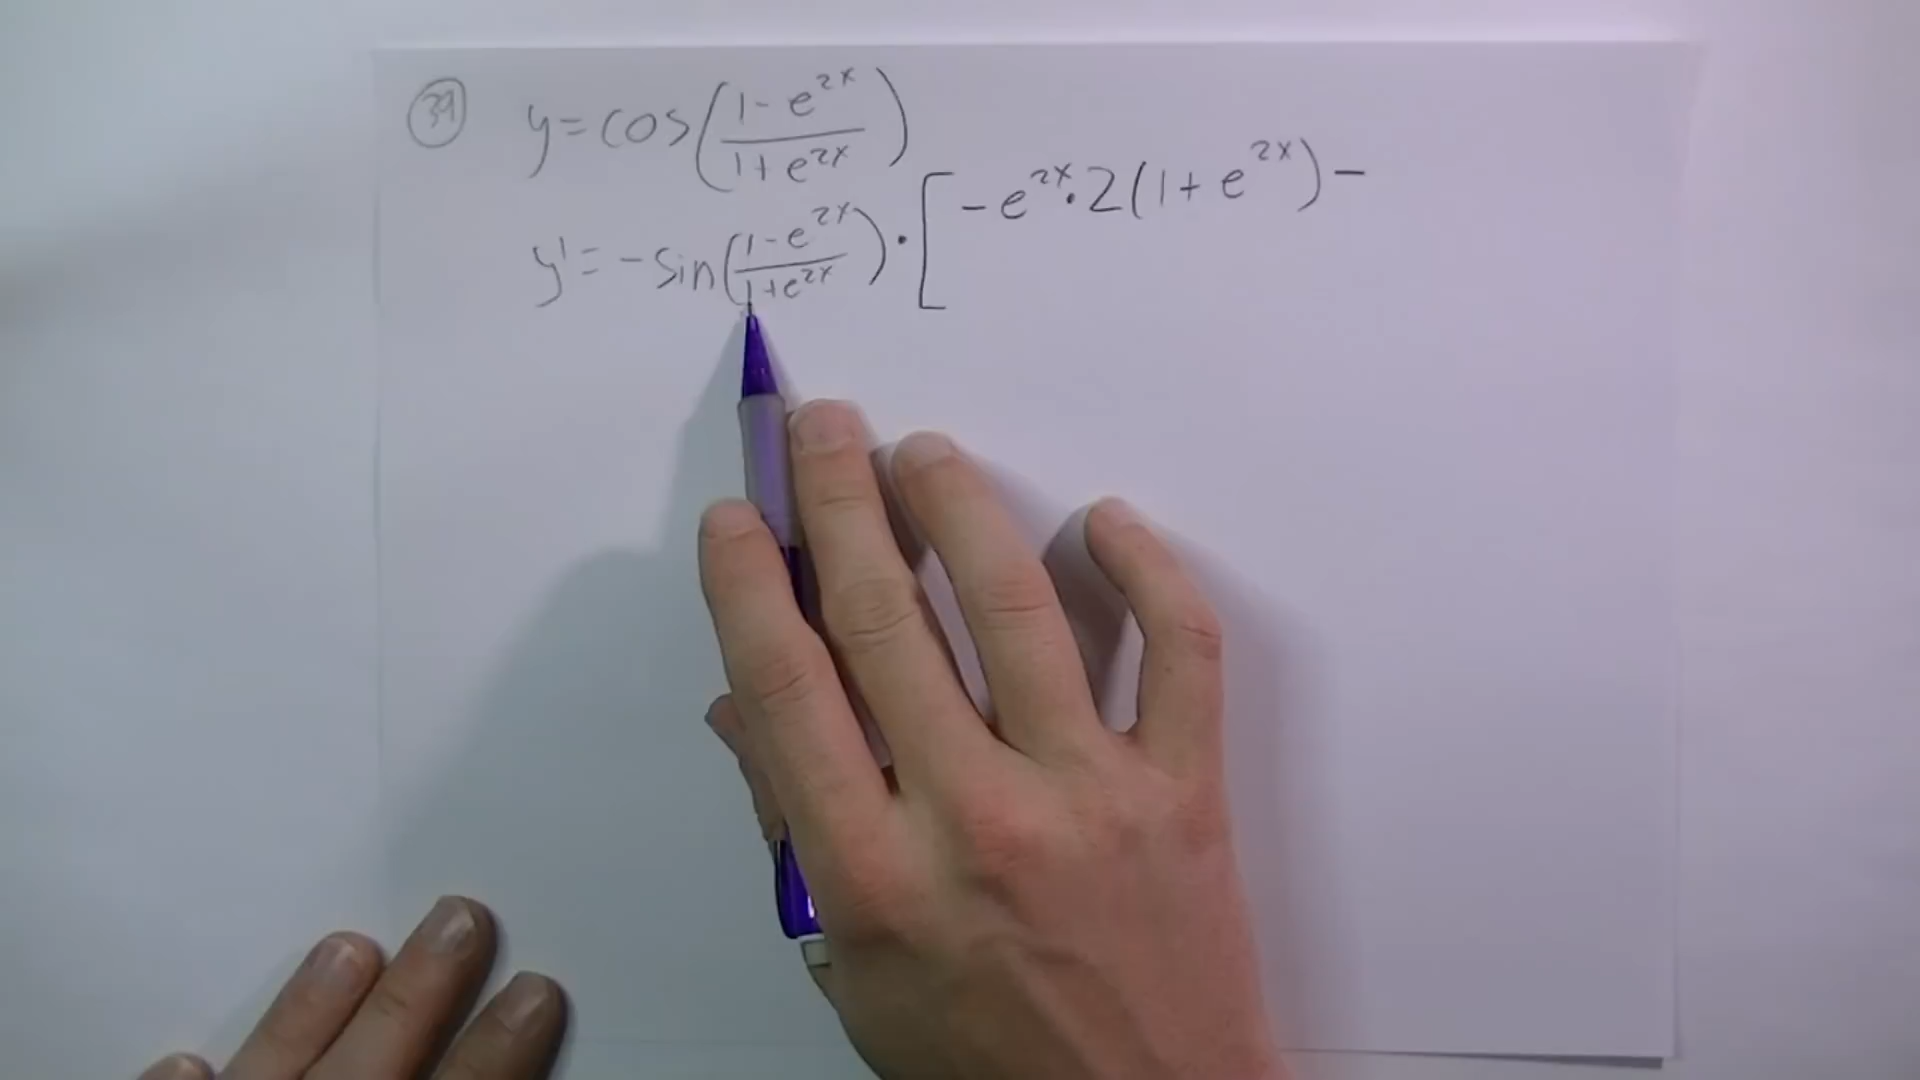 39 y = cos(1 - e^2x / 1 + e^2x)
y' = - sin(1 - e^2x / 1 + e^2x) · [ - e^2x · 2(1 + e^2x) -